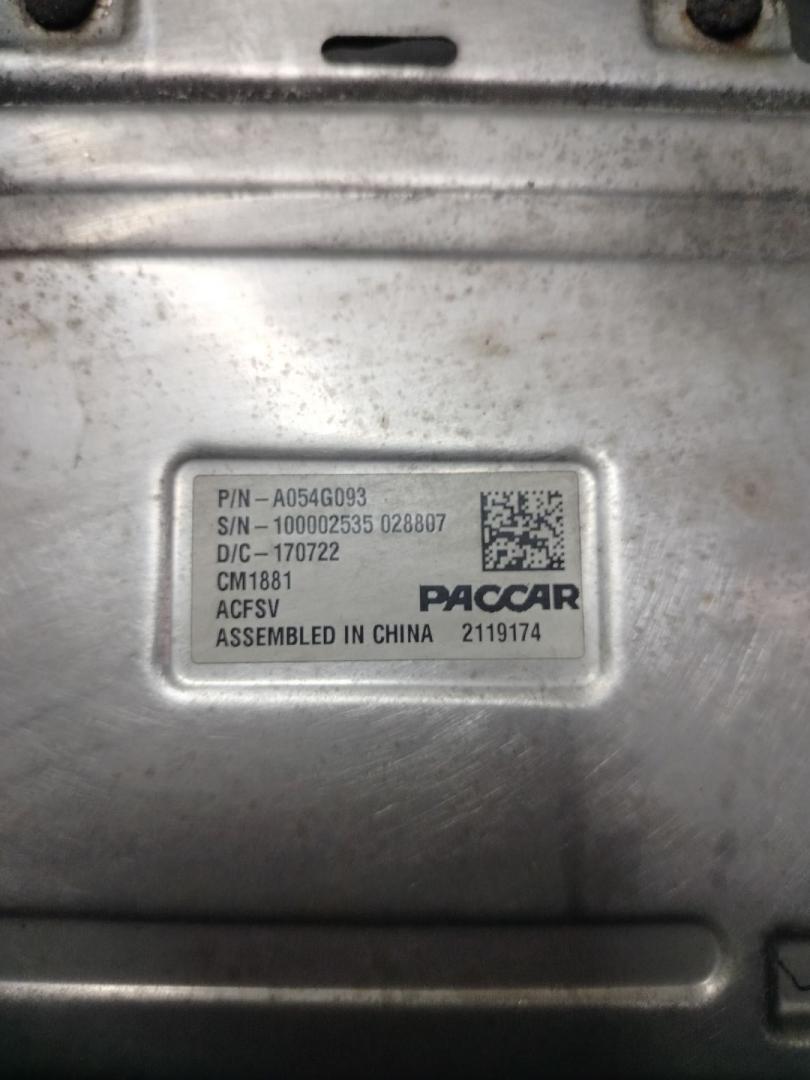 P/N-A054G093
S/N-100002535 028807
D/C-170722
CM1881
ACFSV
PACCAR
ASSEMBLED IN CHINA 2119174